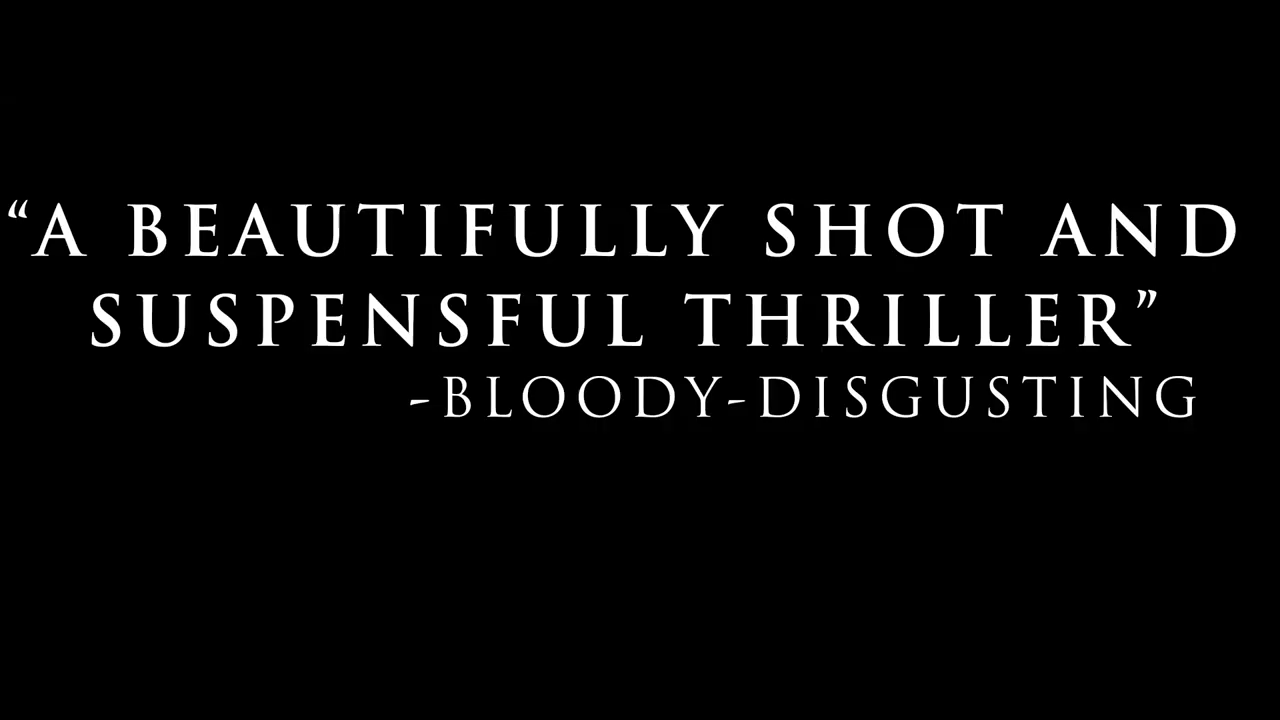 “A BEAUTIFULLY SHOT AND
SUSPENSFUL THRILLER”
-BLOODY-DISGUSTING